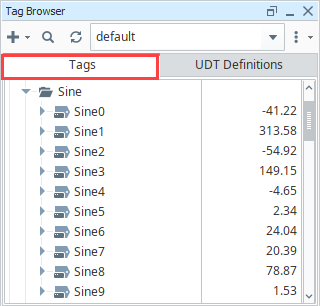 Tag Browser
default
Tags UDT Definitions
Sine
Sine0 -41.22
Sine1 313.58
Sine2 -54.92
Sine3 149.15
Sine4 -4.65
Sine5 2.34
Sine6 24.04
Sine7 20.39
Sine8 78.87
Sine9 1.53